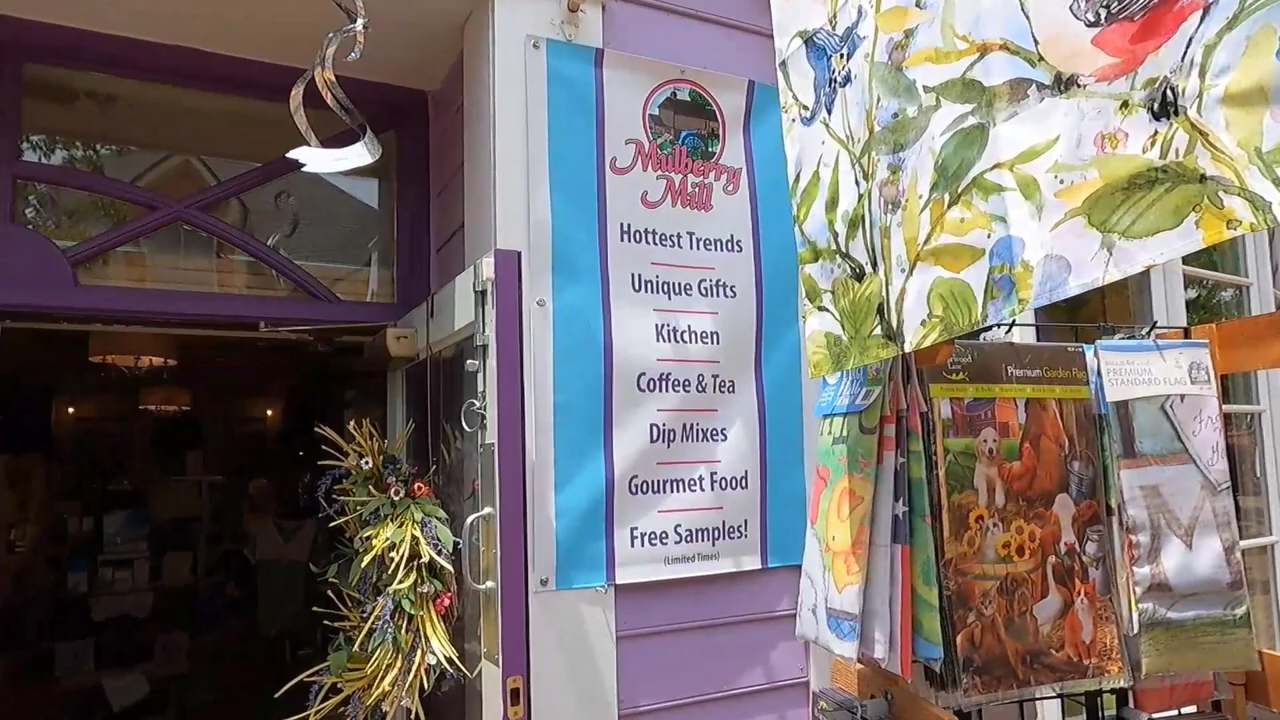 Mulberry
Mill
Hottest Trends
Unique Gifts
Kitchen
Coffee & Tea
Dip Mixes
Gourmet Food
Free Samples!
(Limited Times)
Premium Garden Flag
PREMIUM
STANDARD FLAG
M